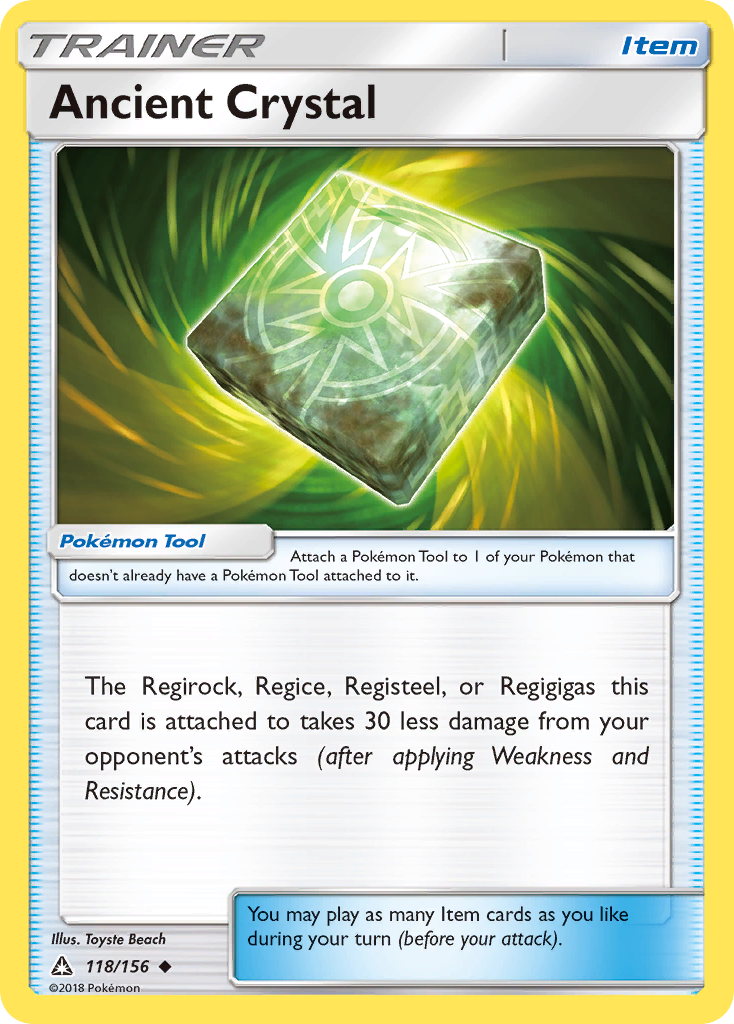 TRAINER
Item
Ancient Crystal
Pokémon Tool
Attach a Pokémon Tool to 1 of your Pokémon that
doesn't already have a Pokémon Tool attached to it.
The Regirock, Regice, Registeel, or Regigigas this
card is attached to takes 30 less damage from your
opponent's attacks (after applying Weakness and
Resistance).
You may play as many Item cards as you like
during your turn (before your attack).
Illus. Toyste Beach
118/156
©2018 Pokémon